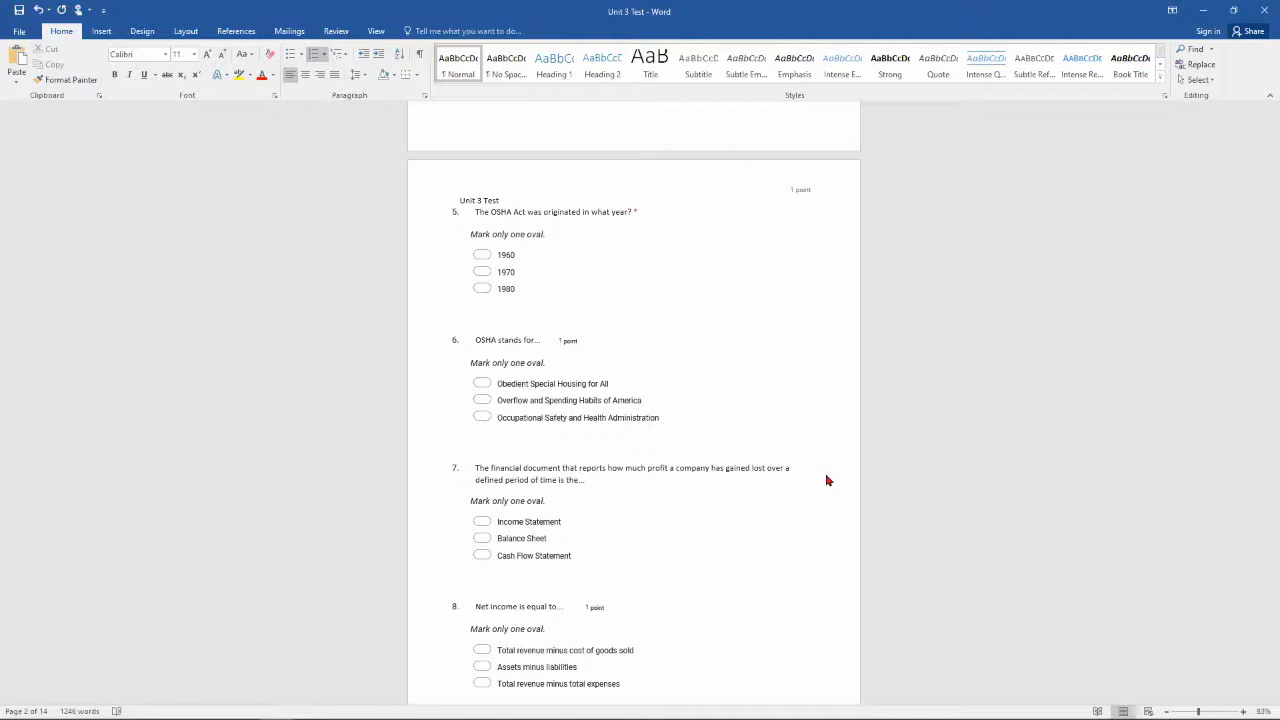 Unit 3 Test - Word
Sign in
Share
File
Home
Insert
Design
Layout
References
Mailings
Review
View
Tell me what you want to do...
Paste
Cut
Copy
Format Painter
Clipboard
Calibri
11
Font
Paragraph
AaBbCcDc
¶ Normal
AaBbCcDc
¶ No Spac...
AaBbCc
Heading 1
AaBbCcD
Heading 2
AaB
Title
AaBbCcD
Subtitle
AaBbCcDc
Subtle Em...
AaBbCcDc
Emphasis
AaBbCcDc
Intense E...
AaBbCcDc
Strong
AaBbCcDc
Quote
AaBbCcDc
Intense Q...
AaBbCcDc
Subtle Ref...
AaBbCcDc
Intense Re...
AaBbCcDc
Book Title
Styles
Find
Replace
Select
Editing
1 point
Unit 3 Test
5. The OSHA Act was originated in what year? *
Mark only one oval.
1960
1970
1980
6. OSHA stands for... 1 point
Mark only one oval.
Obedient Special Housing for All
Overflow and Spending Habits of America
Occupational Safety and Health Administration
7. The financial document that reports how much profit a company has gained lost over a
defined period of time is the...
Mark only one oval.
Income Statement
Balance Sheet
Cash Flow Statement
8. Net income is equal to... 1 point
Mark only one oval.
Total revenue minus cost of goods sold
Assets minus liabilities
Total revenue minus total expenses
Page 2 of 14
1246 words
83%